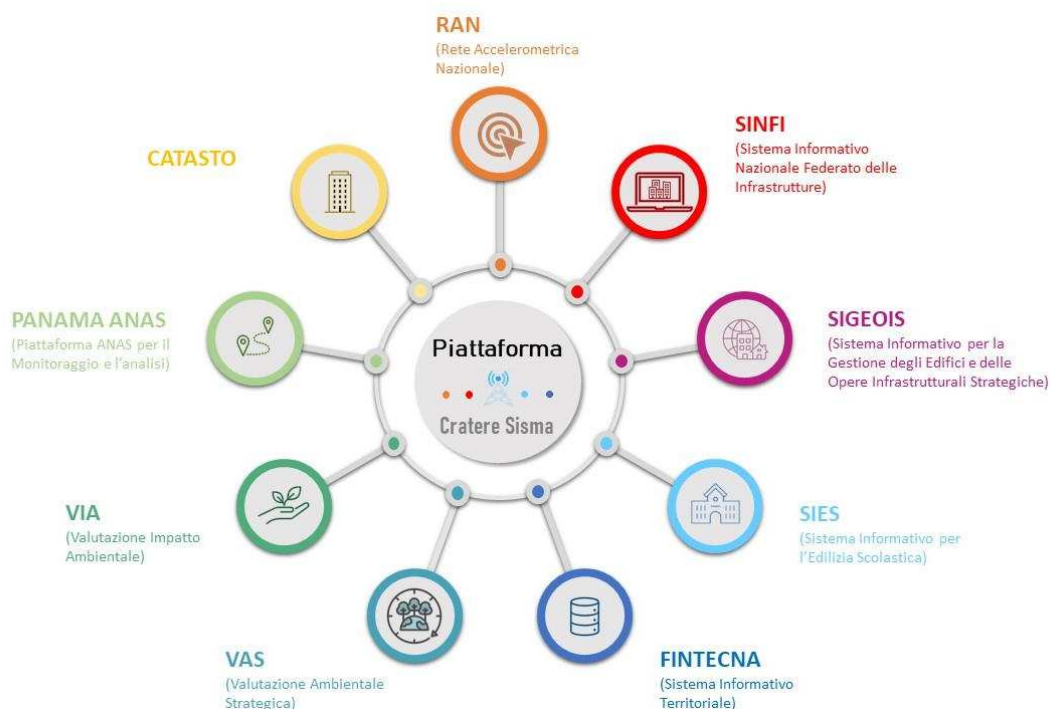 RAN
(Rete Accelerometrica
Nazionale)
SINFI
(Sistema Informativo
Nazionale Federato delle
Infrastrutture)
CATASTO
SIGEOIS
(Sistema Informativo per la
Gestione degli Edifici e delle
Opere Infrastrutturali Strategiche)
PANAMA ANAS
(Piattaforma ANAS per il
Monitoraggio e l'analisi)
Piattaforma
Cratere Sisma
SIES
(Sistema Informativo per
l'Edilizia Scolastica)
VIA
(Valutazione Impatto
Ambientale)
FINTECNA
(Sistema Informativo
Territoriale)
VAS
(Valutazione Ambientale
Strategica)